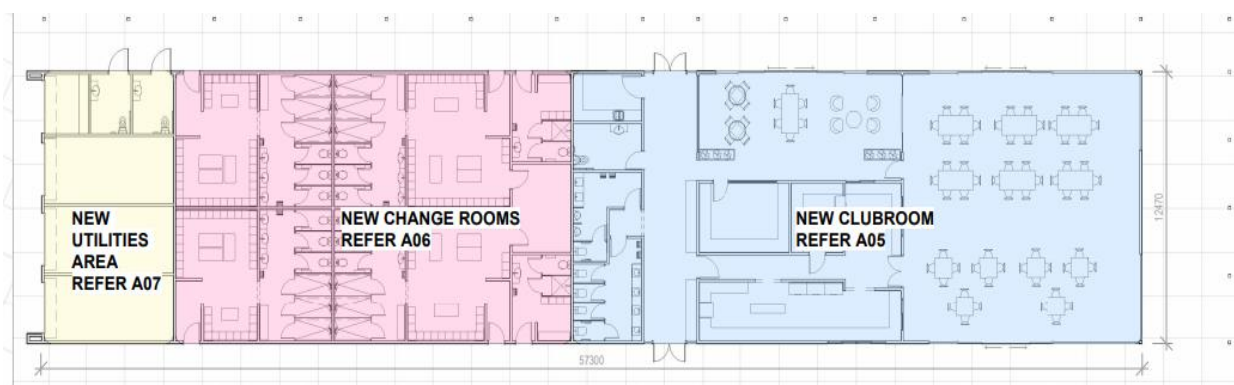 NEW
UTILITIES
AREA
REFER A07
NEW CHANGE ROOMS
REFER A06
NEW CLUBROOM
REFER A05
12470
57300